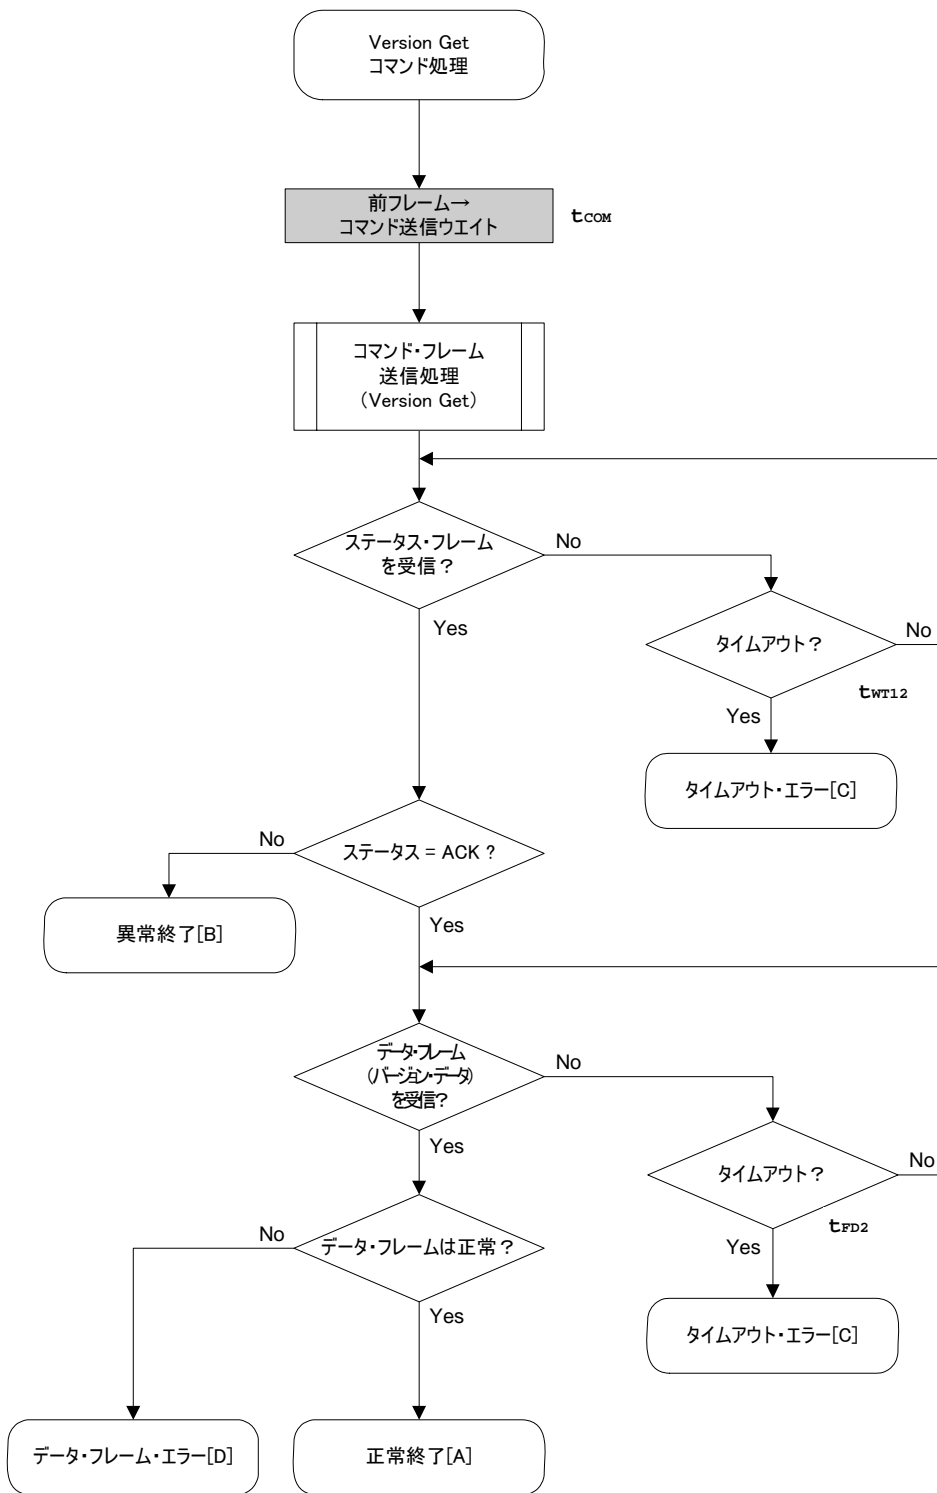 Version Get
コマンド処理
前フレーム→
コマンド送信ウエイト
tCOM
コマンド・フレーム
送信処理
(Version Get)
ステータス・フレーム
を受信?
No
Yes
タイムアウト?
No
tWT12
Yes
タイムアウト・エラー[C]
ステータス = ACK ?
No
異常終了[B]
Yes
データ・フレーム
(バージョン・データ)
を受信?
No
Yes
タイムアウト?
No
tFD2
Yes
タイムアウト・エラー[C]
データ・フレームは正常?
No
Yes
データ・フレーム・エラー[D]
正常終了[A]